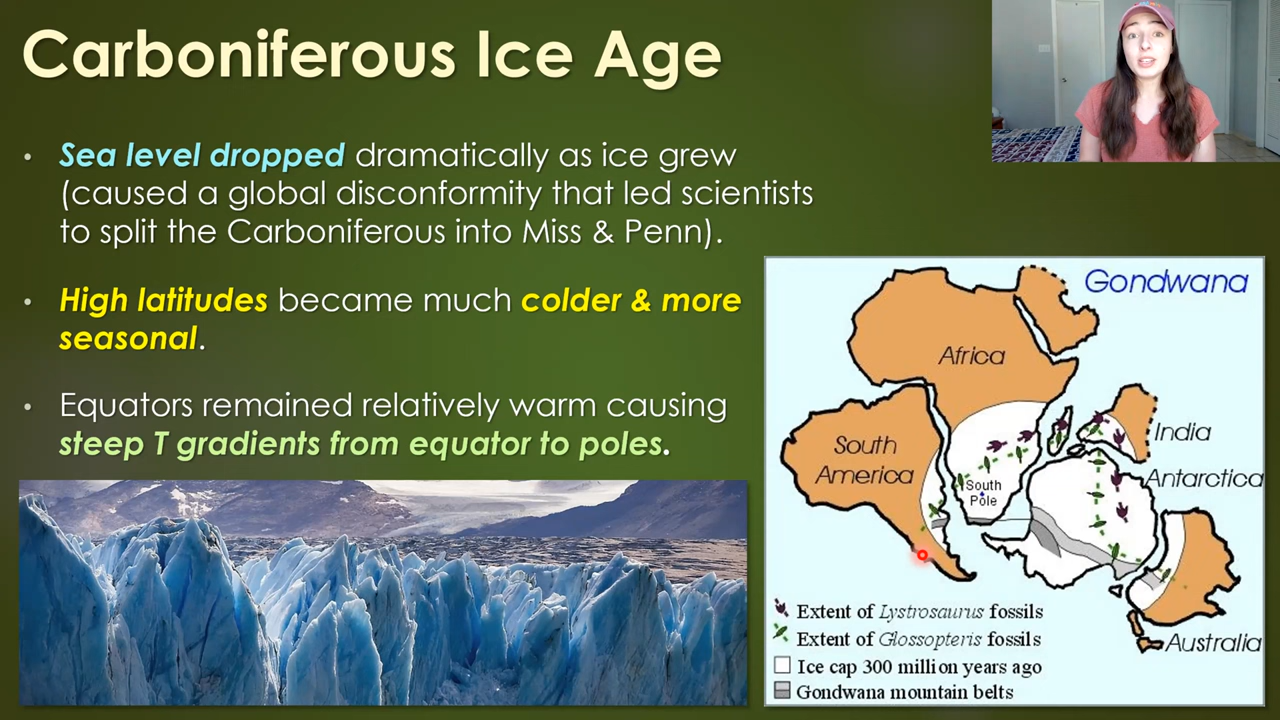 Carboniferous Ice Age
• Sea level dropped dramatically as ice grew
(caused a global disconformity that led scientists
to split the Carboniferous into Miss & Penn).
• High latitudes became much colder & more
seasonal.
• Equators remained relatively warm causing
steep T gradients from equator to poles.
Gondwana
Africa
India
South
America
Antarctica
South
Pole
Extent of Lystrosaurus fossils
Extent of Glossopteris fossils
Australia
Ice cap 300 million years ago
Gondwana mountain belts